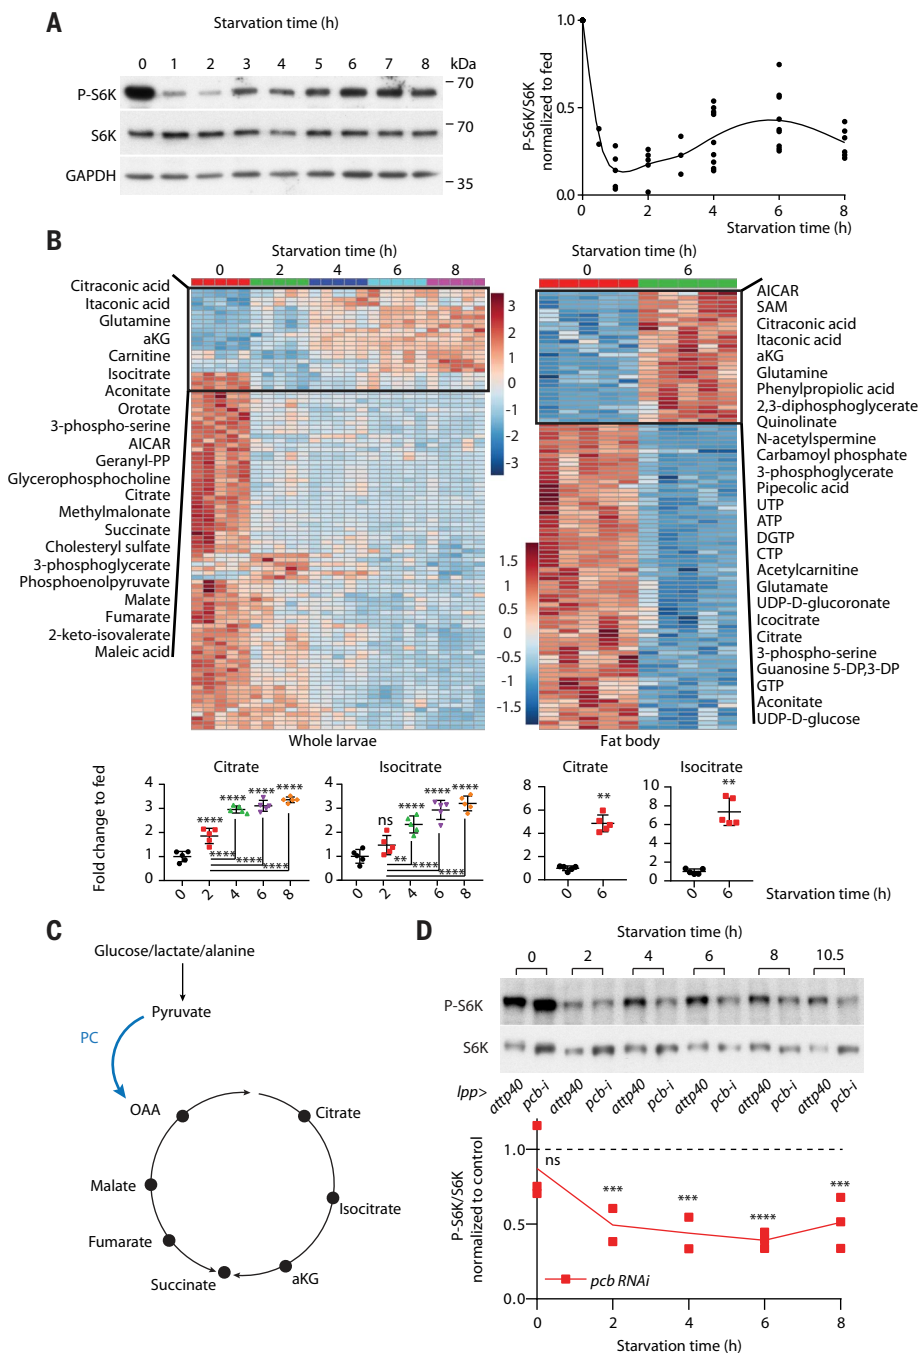 A
Starvation time (h)
0 1 2 3 4 5 6 7 8 kDa
P-S6K
S6K
GAPDH
70
70
35
P-S6K/S6K
normalized to fed
1.0
0.5
0.0
0 2 4 6 8
Starvation time (h)
B
Starvation time (h)
0 2 4 6 8
Citraconic acid
Itaconic acid
Glutamine
aKG
Carnitine
Isocitrate
Aconitate
Orotate
3-phospho-serine
AICAR
Geranyl-PP
Glycerophosphocholine
Citrate
Methylmalonate
Succinate
Cholesteryl sulfate
3-phosphoglycerate
Phosphoenolpyruvate
Malate
Fumarate
2-keto-isovalerate
Maleic acid
3
2
1
0
-1
-2
-3
Whole larvae
Starvation time (h)
0 6
AICAR
SAM
Citraconic acid
Itaconic acid
aKG
Glutamine
Phenylpropiolic acid
2,3-diphosphoglycerate
Quinolinate
N-acetylspermine
Carbamoyl phosphate
3-phosphoglycerate
Pipecolic acid
UTP
ATP
DGTP
CTP
Acetylcarnitine
Glutamate
UDP-D-glucoronate
Icocitrate
Citrate
3-phospho-serine
Guanosine 5-DP,3-DP
GTP
Aconitate
UDP-D-glucose
1.5
1
0.5
0
-0.5
-1
-1.5
Fat body
Fold change to fed
Citrate
4
3
2
1
0
**** **** **** ****
****
****
****
0 2 4 6 8
Isocitrate
4
3
2
1
0
ns **** **** ****
**
****
****
0 2 4 6 8
Citrate
8
6
4
2
0
**
0 6
Isocitrate
10
8
6
4
2
0
**
0 6
Starvation time (h)
C
Glucose/lactate/alanine
Pyruvate
PC
OAA
Citrate
Malate
Isocitrate
Fumarate
Succinate
aKG
D
Starvation time (h)
0 2 4 6 8 10.5
P-S6K
S6K
lpp> attp40 pcb-i attp40 pcb-i attp40 pcb-i attp40 pcb-i attp40 pcb-i attp40 pcb-i
P-S6K/S6K
normalized to control
1.0
0.5
0.0
ns
***
***
****
***
pcb RNAi
0 2 4 6 8
Starvation time (h)